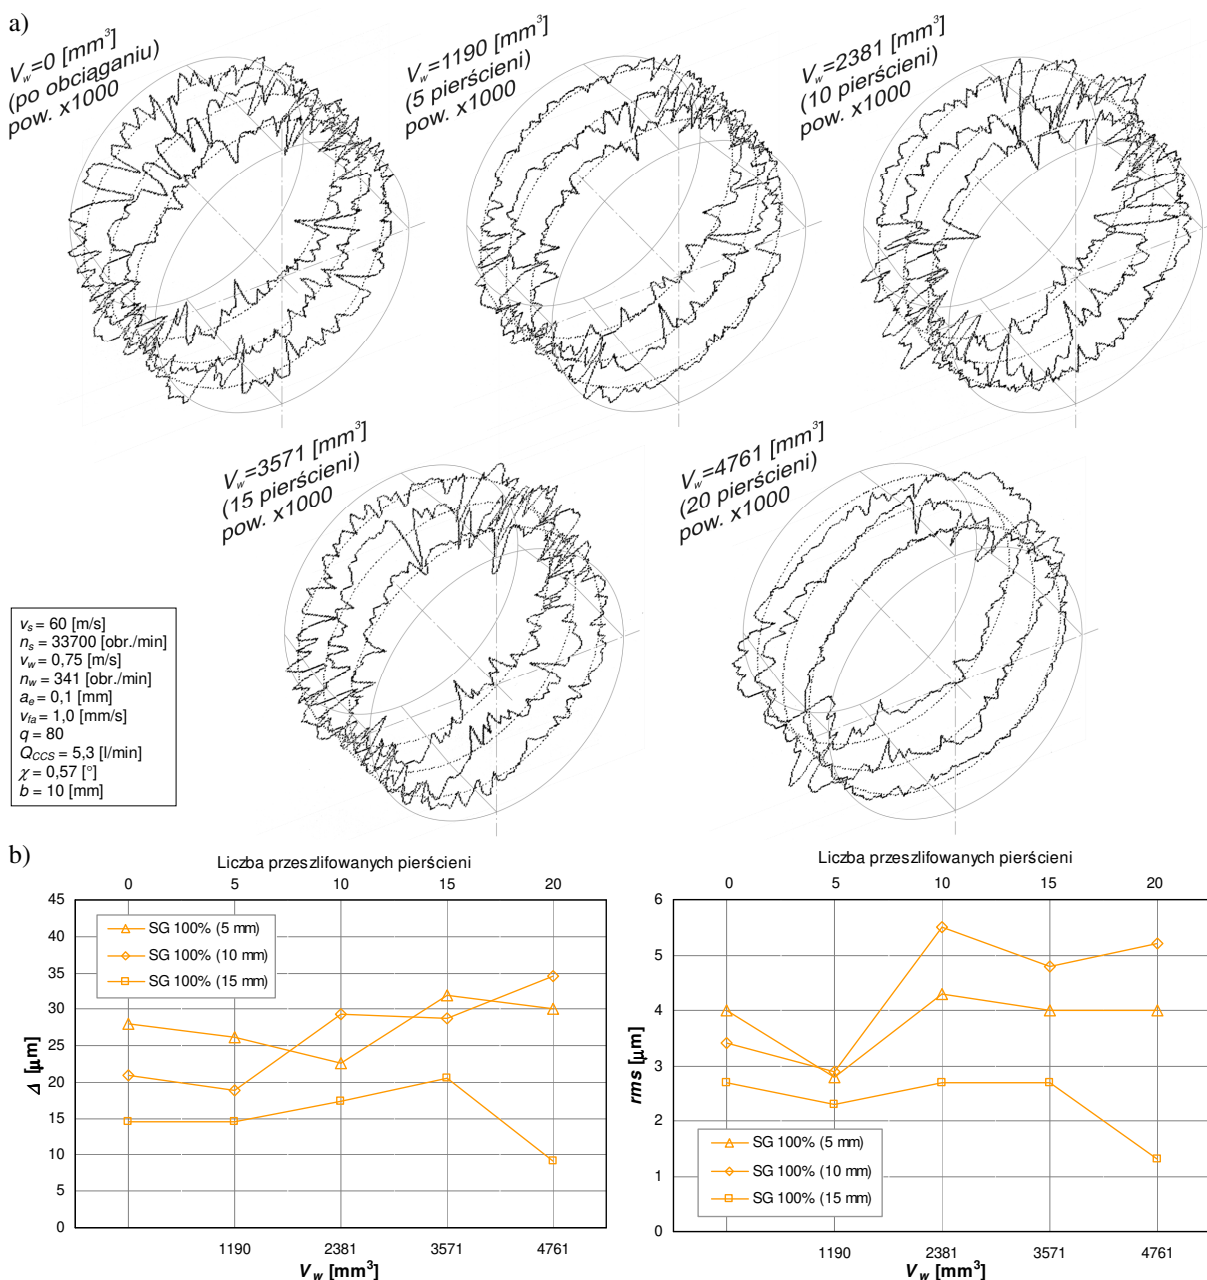 a)
V_w=0 [mm³]
(po obciąganiu)
pow. x1000
V_w=1190 [mm³]
(5 pierścieni)
pow. x1000
V_w=2381 [mm³]
(10 pierścieni)
pow. x1000
V_w=3571 [mm³]
(15 pierścieni)
pow. x1000
V_w=4761 [mm³]
(20 pierścieni)
pow. x1000
v_s = 60 [m/s]
n_s = 33700 [obr./min]
v_w = 0,75 [m/s]
n_w = 341 [obr./min]
a_e = 0,1 [mm]
v_fa = 1,0 [mm/s]
q = 80
Q_CCS = 5,3 [l/min]
χ = 0,57 [°]
b = 10 [mm]
b)
Liczba przeszlifowanych pierścieni
0 5 10 15 20
45
40
35
30
25
20
15
10
5
0
Δ [μm]
SG 100% (5 mm)
SG 100% (10 mm)
SG 100% (15 mm)
1190 2381 3571 4761
V_w [mm³]
Liczba przeszlifowanych pierścieni
0 5 10 15 20
6
5
4
3
2
1
0
rms [μm]
SG 100% (5 mm)
SG 100% (10 mm)
SG 100% (15 mm)
1190 2381 3571 4761
V_w [mm³]